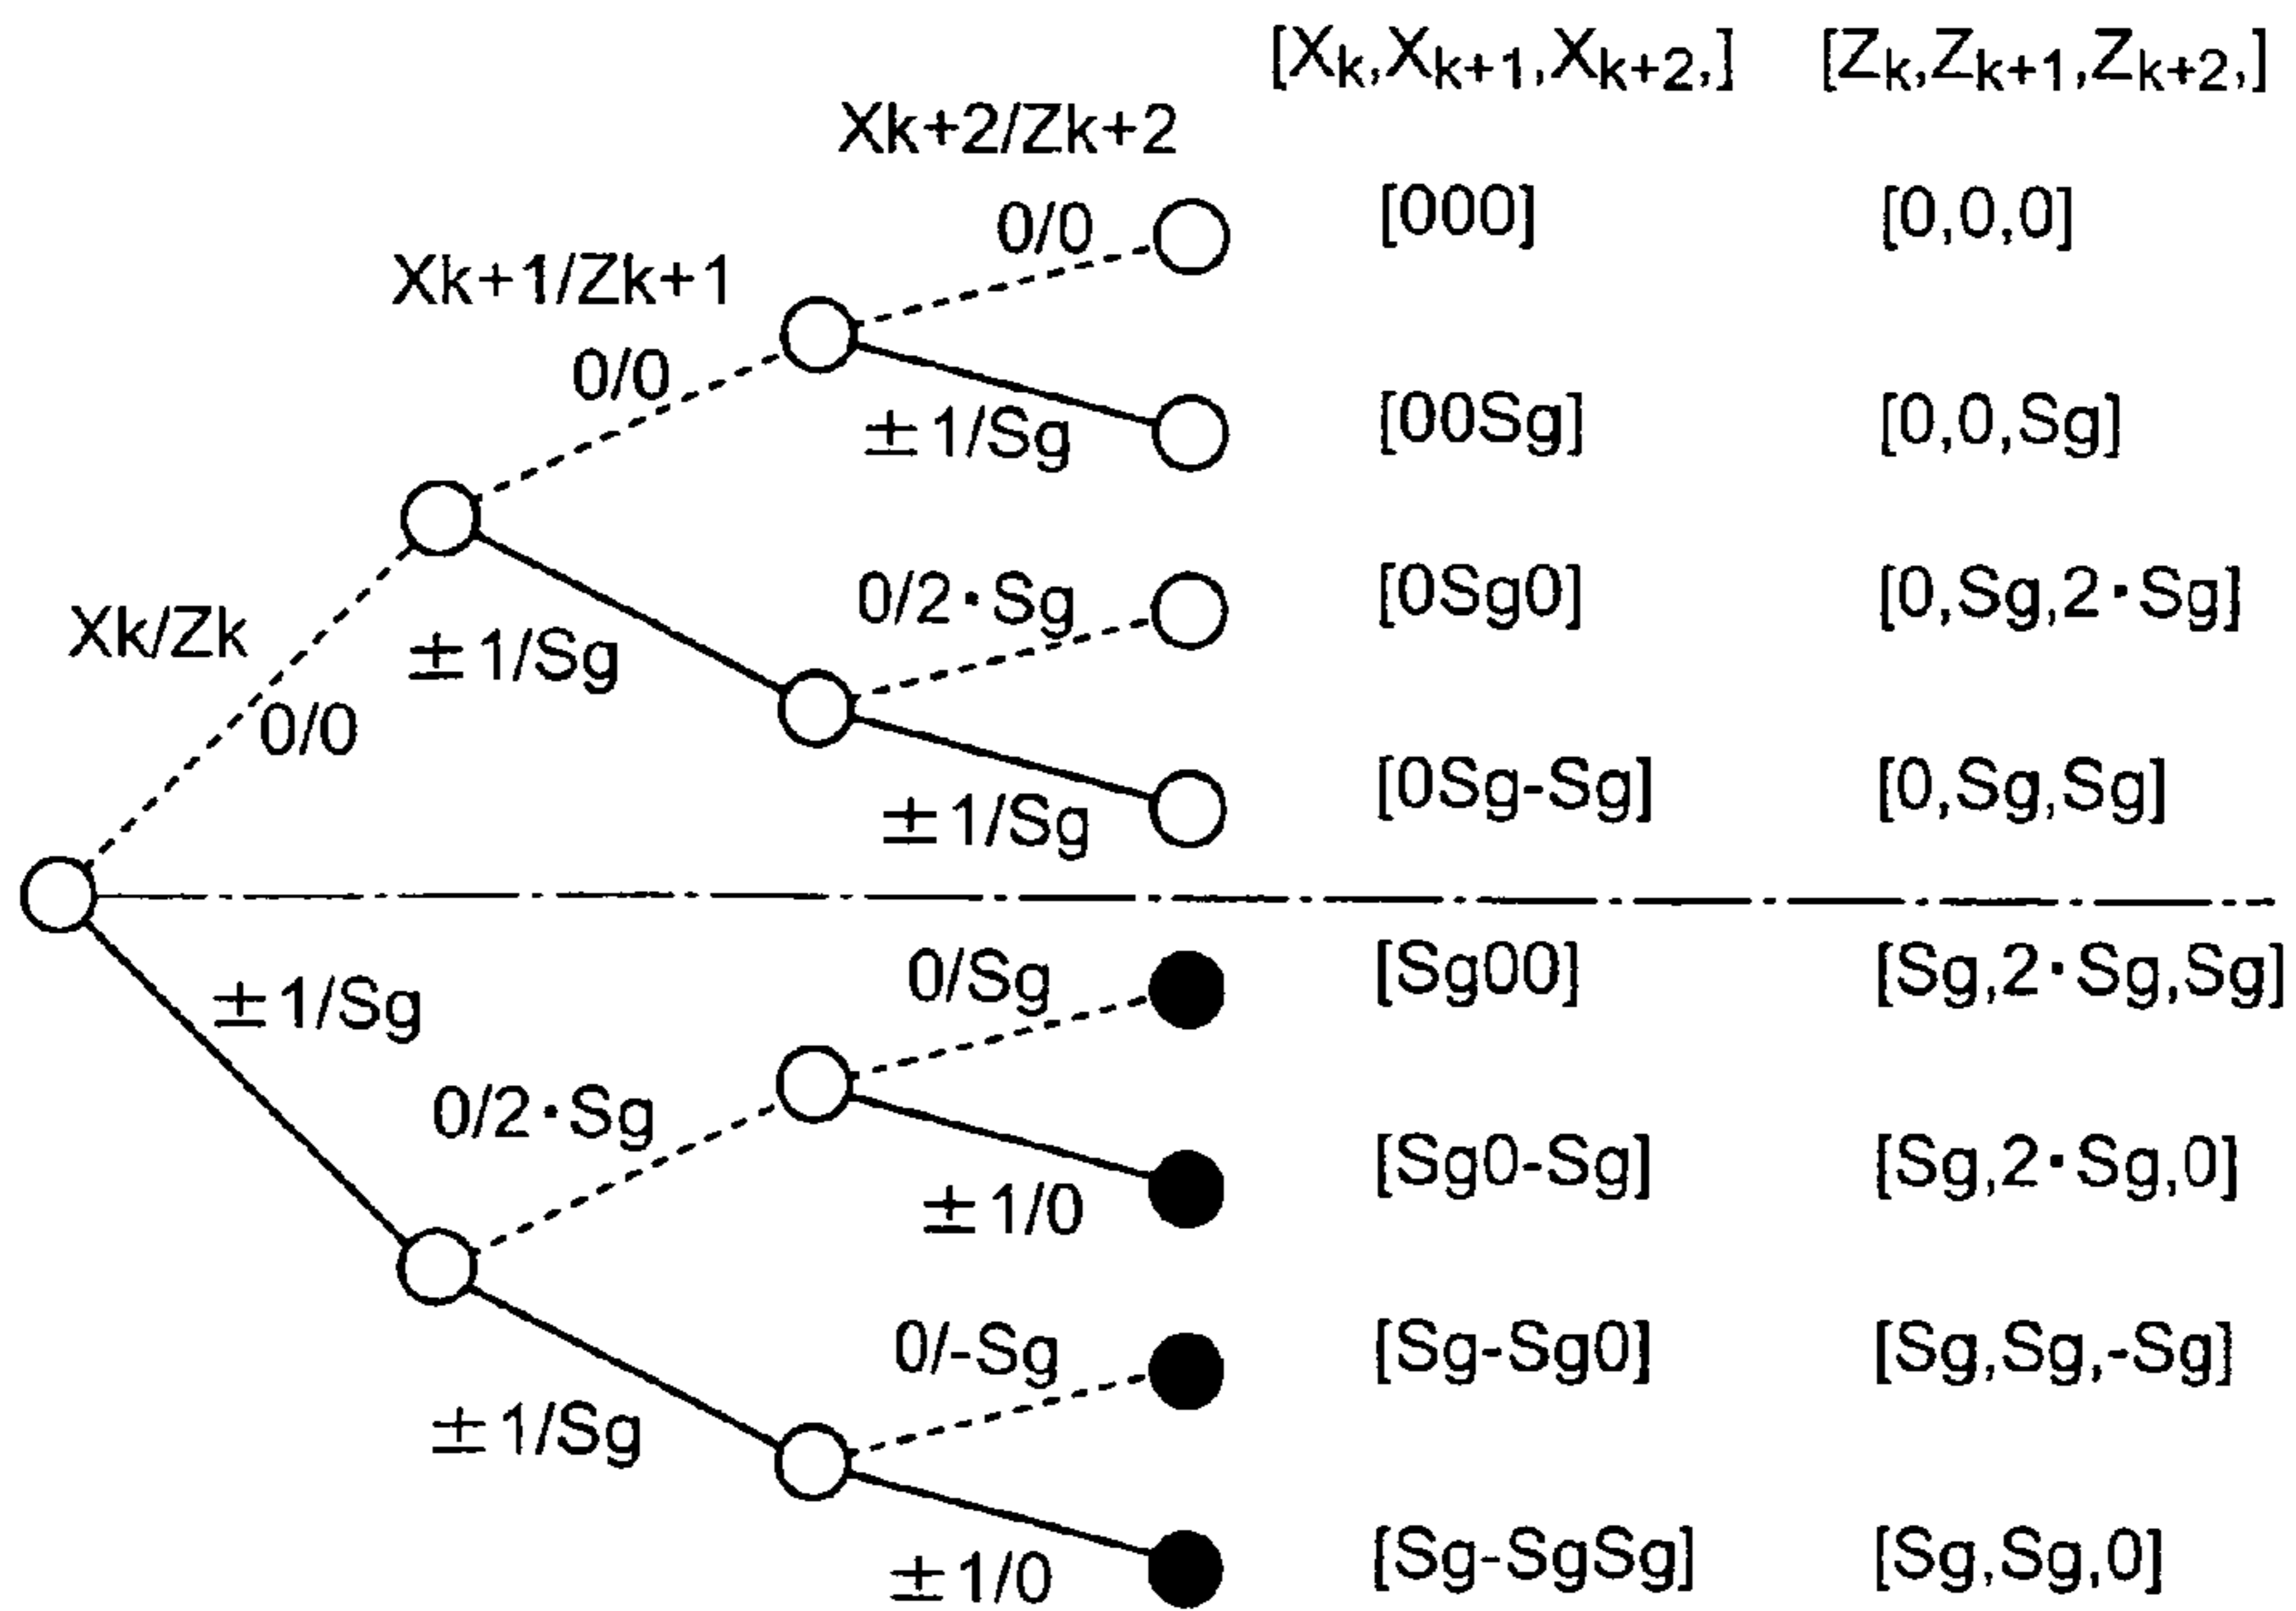 [Xk,Xk+1,Xk+2,] [Zk,Zk+1,Zk+2,]
Xk+2/Zk+2
0/0 [000] [0,0,0]
Xk+1/Zk+1
0/0
±1/Sg [00Sg] [0,0,Sg]
0/2·Sg [0Sg0] [0,Sg,2·Sg]
Xk/Zk
±1/Sg
0/0
±1/Sg [0Sg-Sg] [0,Sg,Sg]
0/Sg [Sg00] [Sg,2·Sg,Sg]
±1/Sg
0/2·Sg
±1/0 [Sg0-Sg] [Sg,2·Sg,0]
0/-Sg [Sg-Sg0] [Sg,Sg,-Sg]
±1/Sg
±1/0 [Sg-SgSg] [Sg,Sg,0]